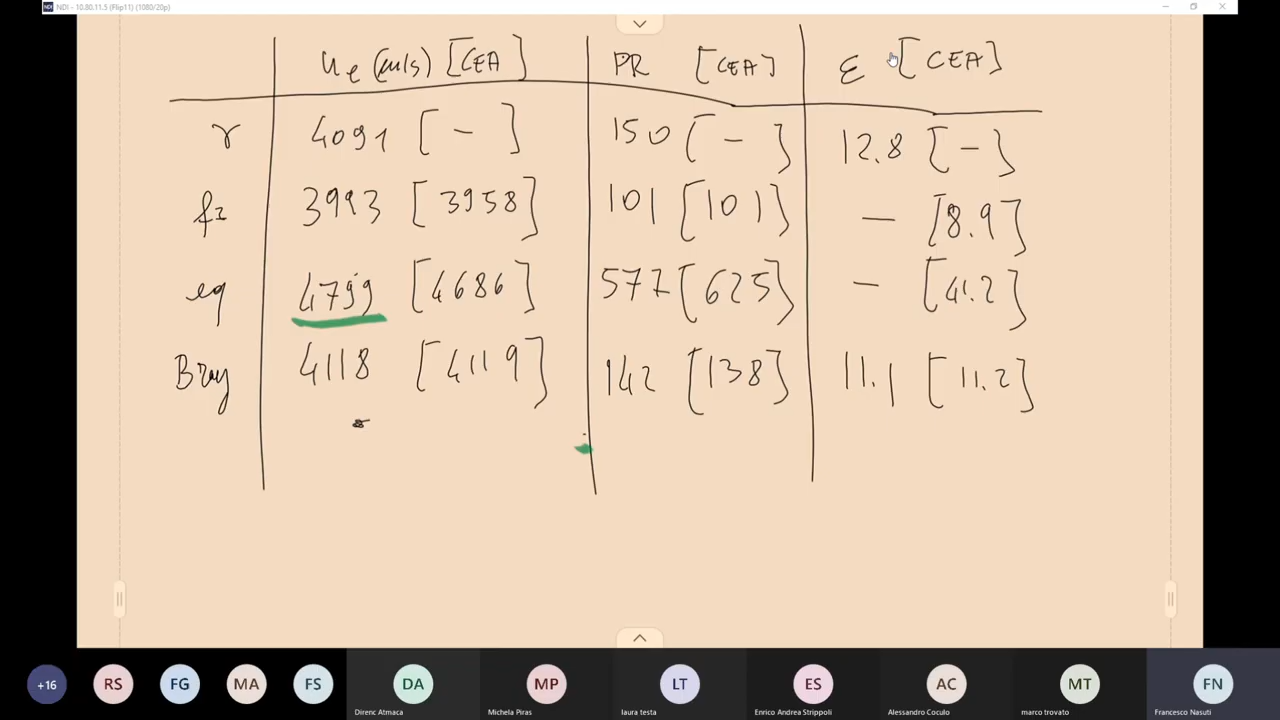 NDI - 10.80.11.5 (Flip11) (1080/20p)
ue (m/s) [CEA] PR [CEA] ε [CEA]
γ 4091 [-] 150 [-] 12.8 [-]
fz 3993 [3958] 101 [101] - [8.9]
eq 4799 [4686] 577 [625] - [41.2]
Bray 4118 [4119] 142 [138] 11.1 [11.2]
+16 RS FG MA FS DA MP LT ES AC MT FN
Direnc Atmaca Michela Piras laura testa Enrico Andrea Strippoli Alessandro Coculo marco trovato Francesco Nasuti